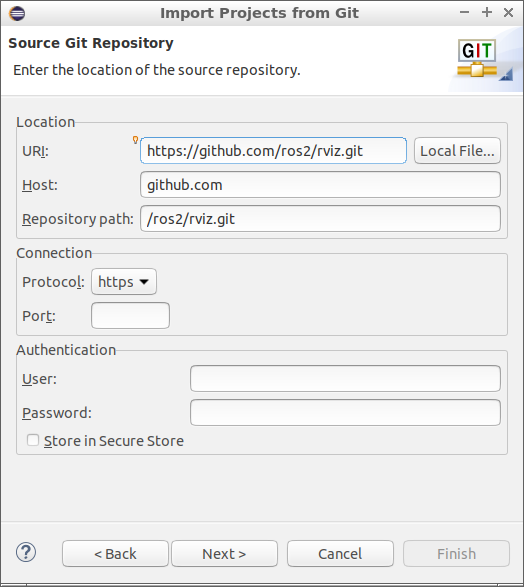 Import Projects from Git
Source Git Repository
Enter the location of the source repository.
GIT
Location
URI: https://github.com/ros2/rviz.git Local File...
Host: github.com
Repository path: /ros2/rviz.git
Connection
Protocol: https
Port:
Authentication
User:
Password:
Store in Secure Store
? < Back Next > Cancel Finish